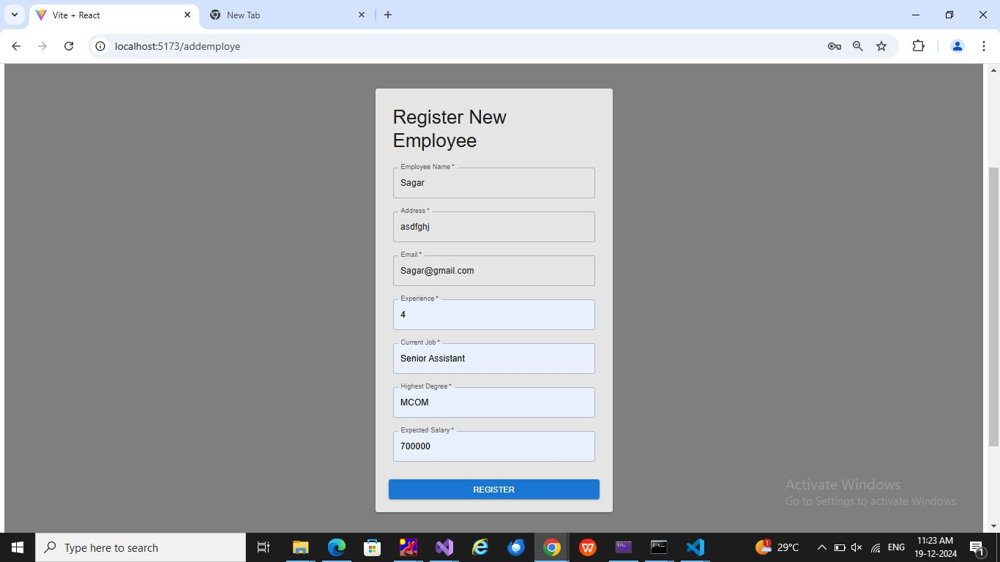 Vite + React
New Tab
localhost:5173/addemploye
Register New
Employee
Employee Name *
Sagar
Address *
asdfghj
Email *
Sagar@gmail.com
Experience *
4
Current Job *
Senior Assistant
Highest Degree *
MCOM
Expected Salary *
700000
REGISTER
Activate Windows
Go to Settings to activate Windows.
Type here to search
1
29°C
ENG
11:23 AM
19-12-2024
1